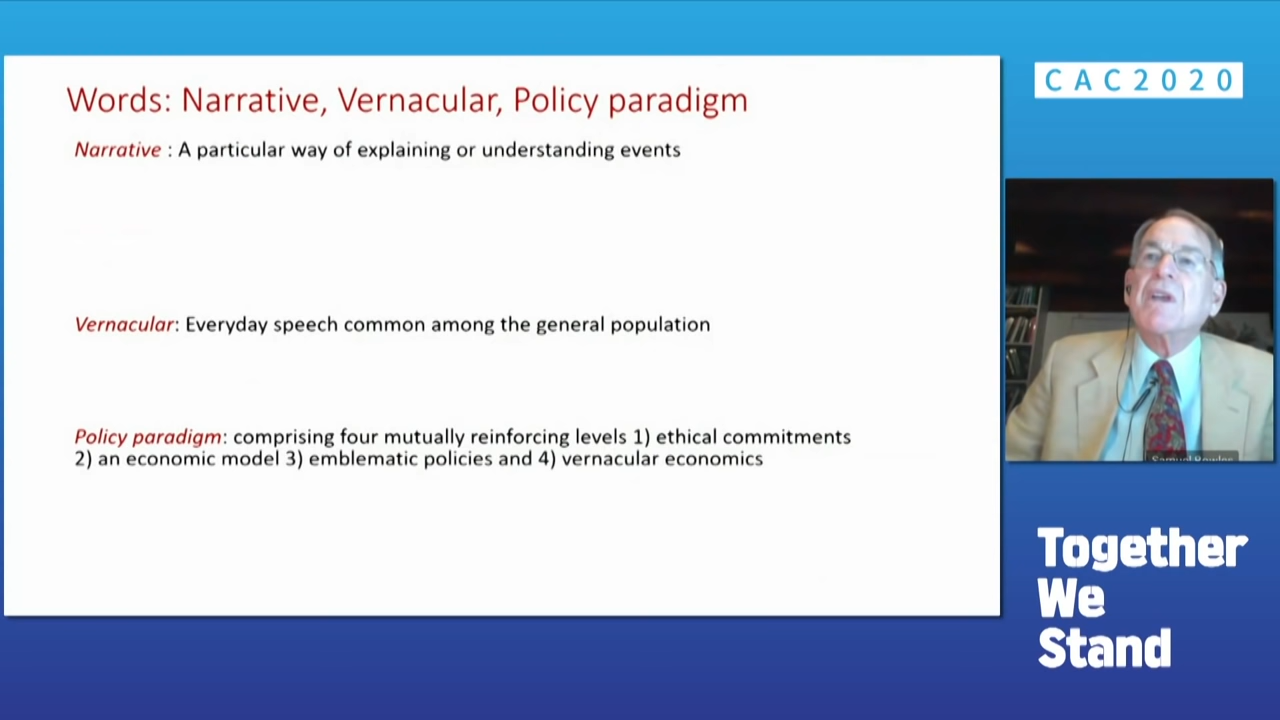 Words: Narrative, Vernacular, Policy paradigm
Narrative : A particular way of explaining or understanding events
Vernacular: Everyday speech common among the general population
Policy paradigm: comprising four mutually reinforcing levels 1) ethical commitments
2) an economic model 3) emblematic policies and 4) vernacular economics
CAC2020
Samuel Bowles
Together
We
Stand